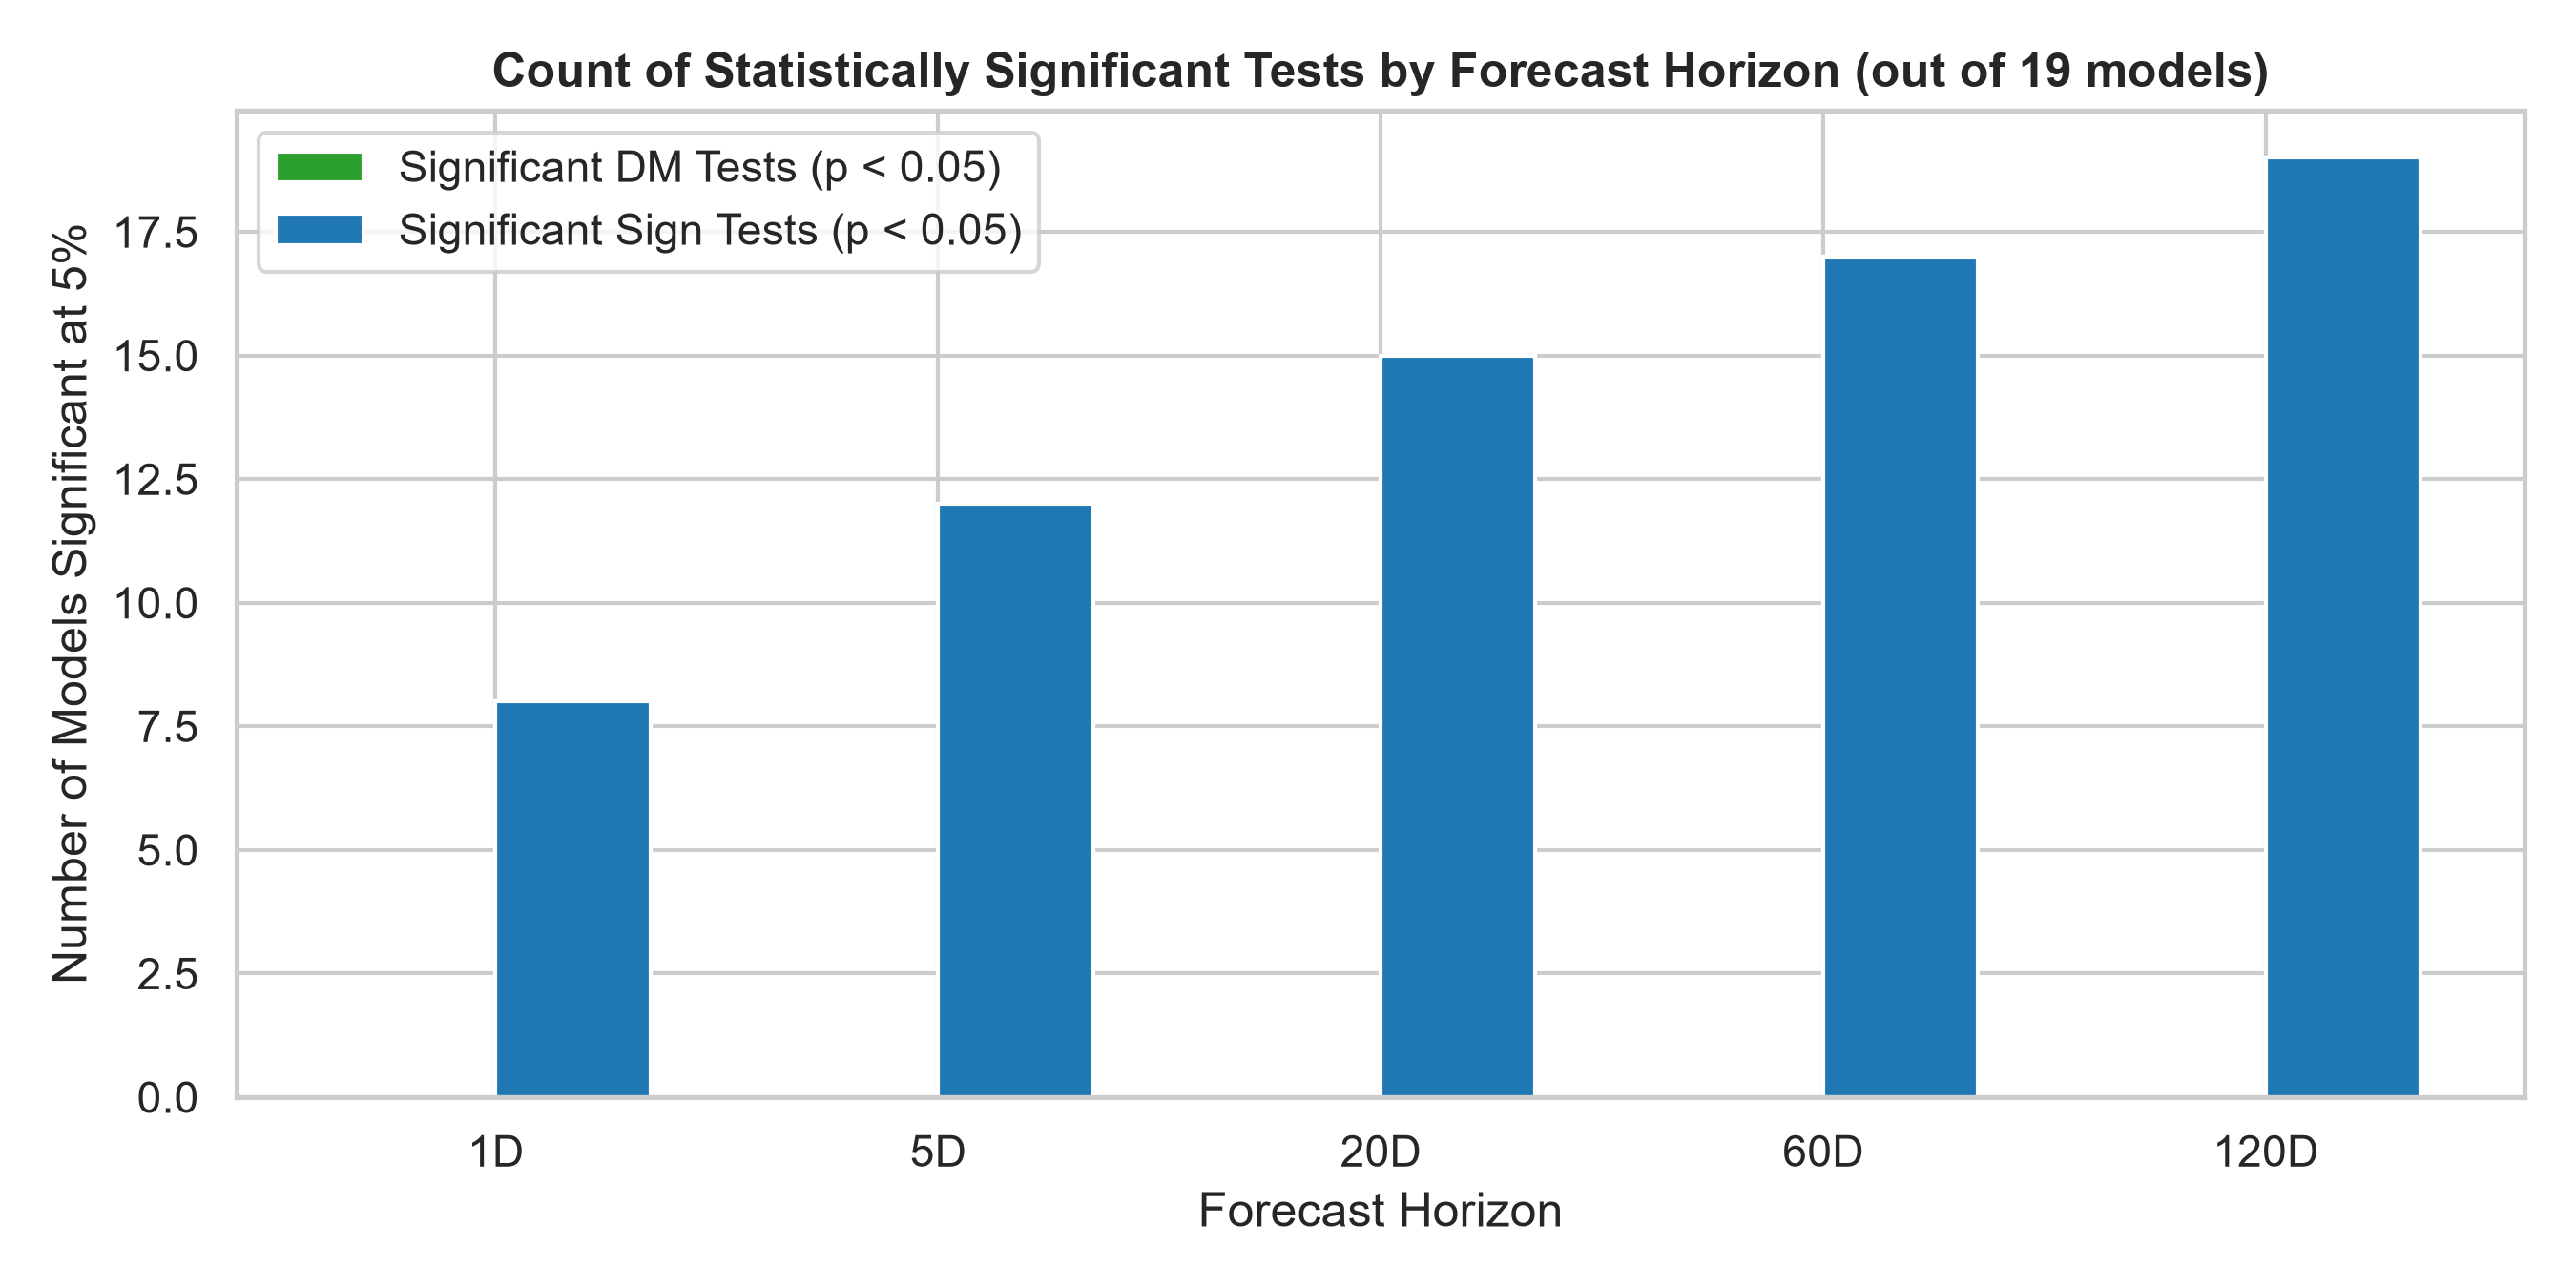 Count of Statistically Significant Tests by Forecast Horizon (out of 19 models)
Significant DM Tests (p < 0.05)
Significant Sign Tests (p < 0.05)
Number of Models Significant at 5%
17.5
15.0
12.5
10.0
7.5
5.0
2.5
0.0
1D 5D 20D 60D 120D
Forecast Horizon